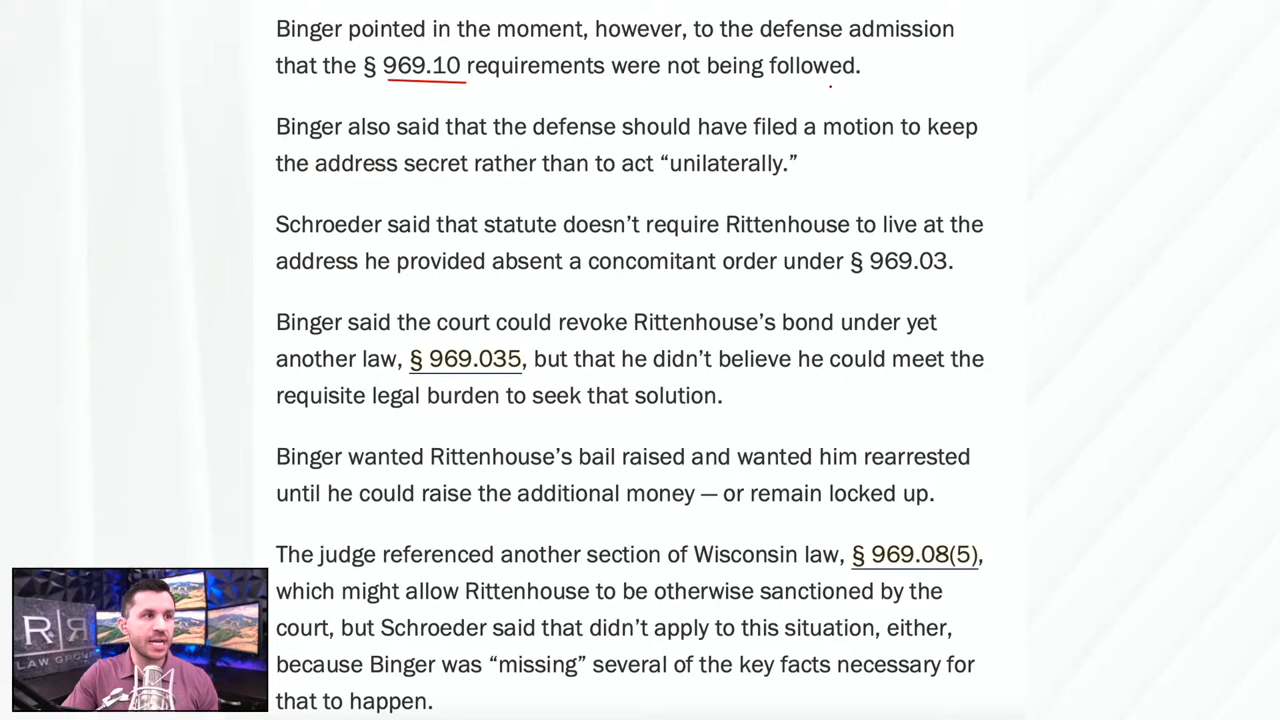 Binger pointed in the moment, however, to the defense admission
that the § 969.10 requirements were not being followed.
Binger also said that the defense should have filed a motion to keep
the address secret rather than to act “unilaterally.”
Schroeder said that statute doesn’t require Rittenhouse to live at the
address he provided absent a concomitant order under § 969.03.
Binger said the court could revoke Rittenhouse’s bond under yet
another law, § 969.035, but that he didn’t believe he could meet the
requisite legal burden to seek that solution.
Binger wanted Rittenhouse’s bail raised and wanted him rearrested
until he could raise the additional money — or remain locked up.
The judge referenced another section of Wisconsin law, § 969.08(5),
which might allow Rittenhouse to be otherwise sanctioned by the
court, but Schroeder said that didn’t apply to this situation, either,
because Binger was “missing” several of the key facts necessary for
that to happen.
R|R
LAW GROUP